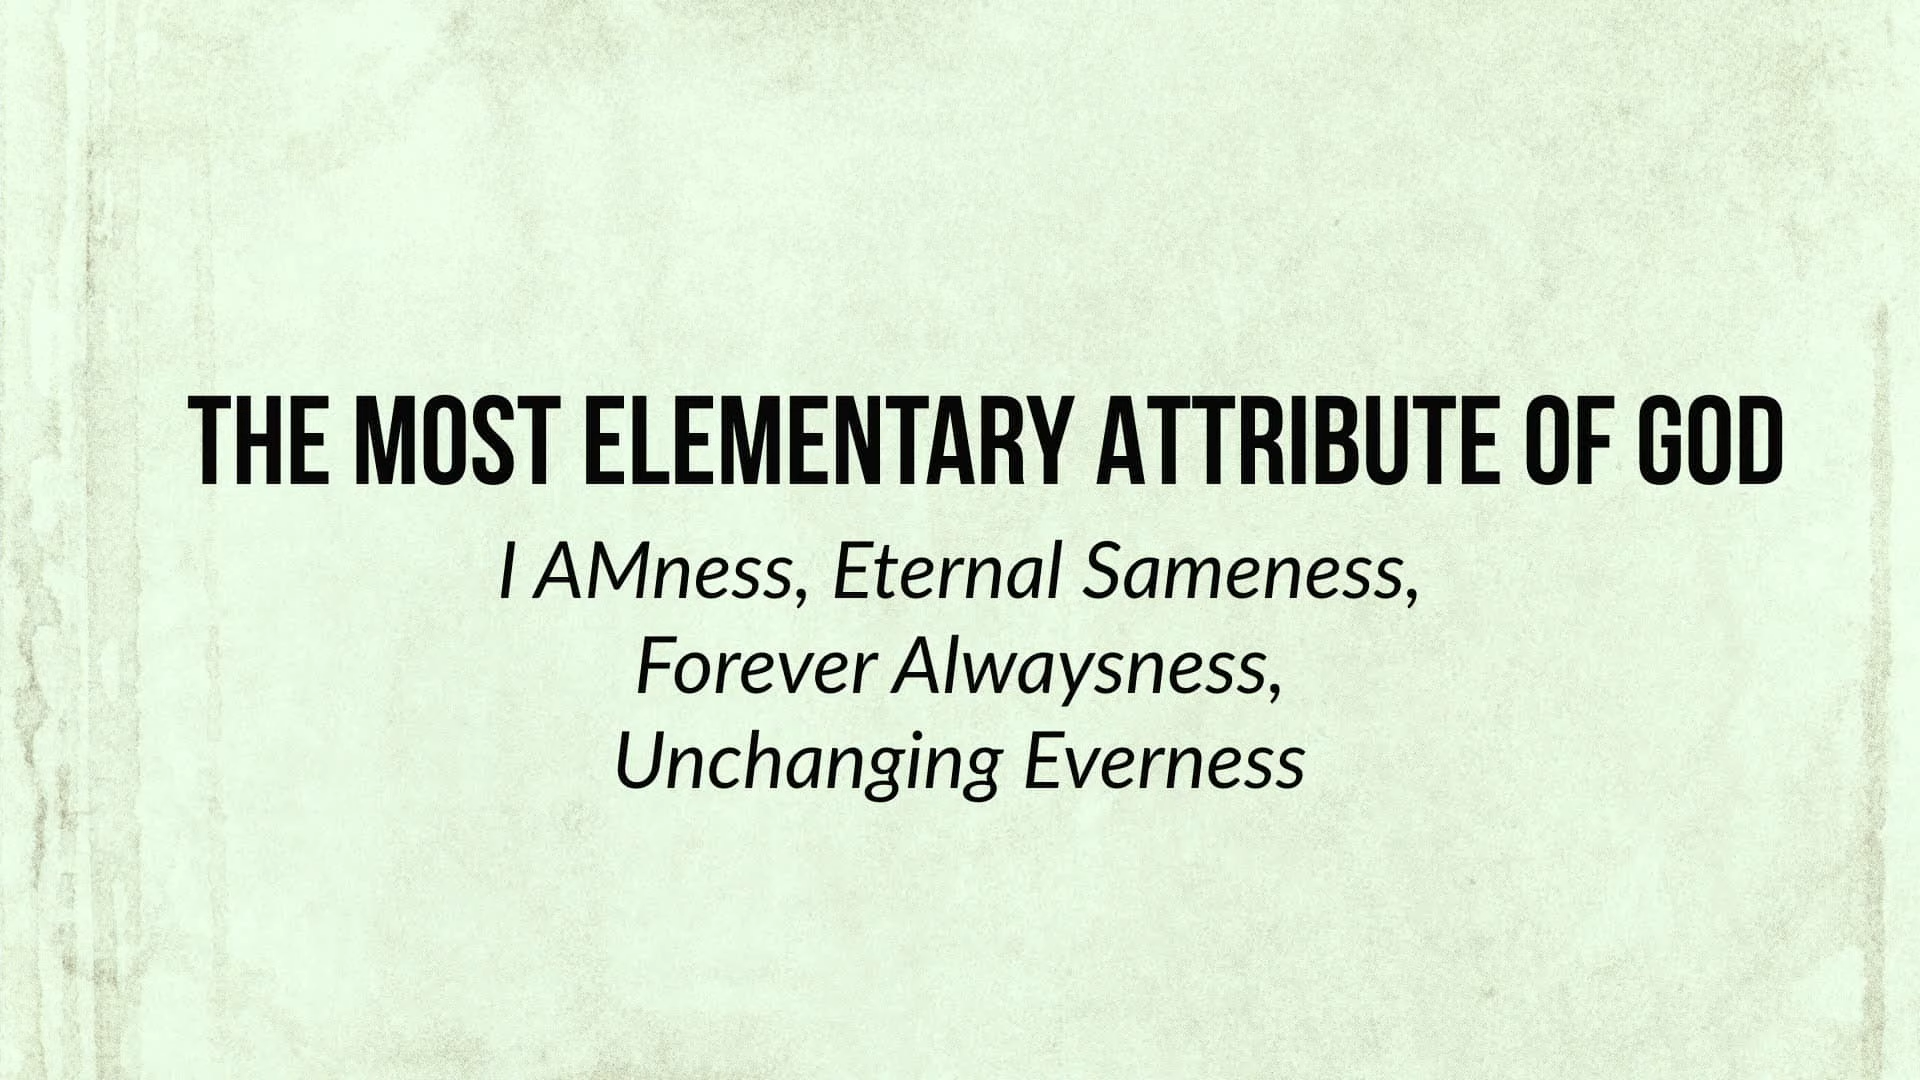 THE MOST ELEMENTARY ATTRIBUTE OF GOD
I AMness, Eternal Sameness,
Forever Alwaysness,
Unchanging Everness